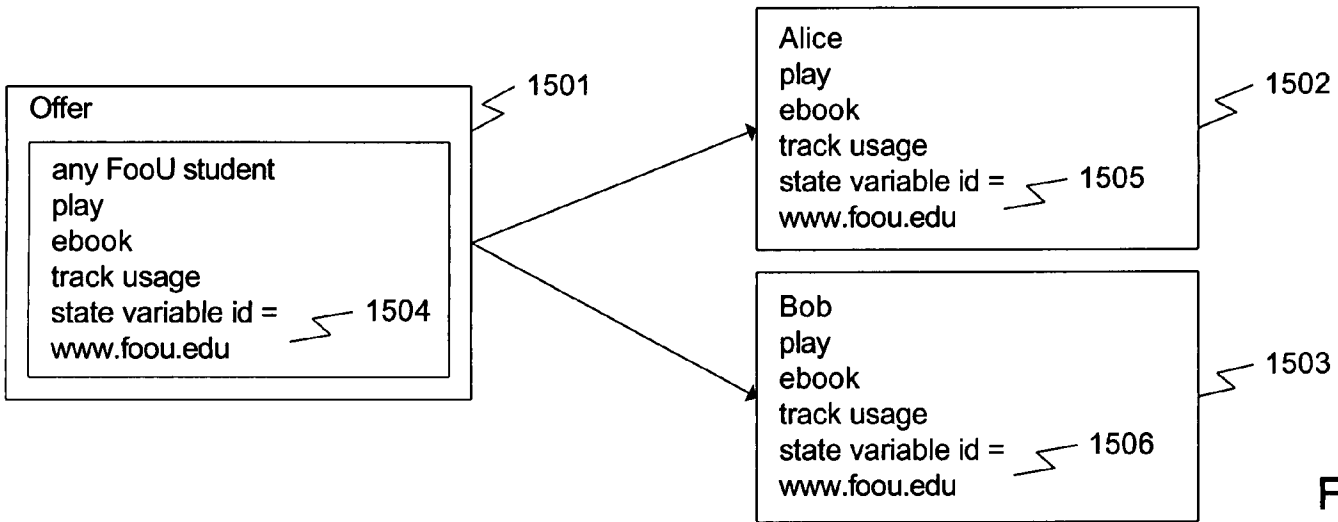 Offer
1501
any FooU student
play
ebook
track usage
state variable id =
1504
www.foou.edu
Alice
play
ebook
track usage
state variable id =
1505
www.foou.edu
1502
Bob
play
ebook
track usage
state variable id =
1506
www.foou.edu
1503
F